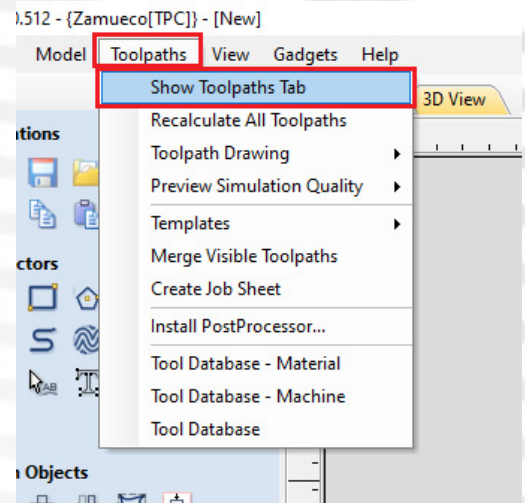 .512 - {Zamueco[TPC]} - [New]
Model Toolpaths View Gadgets Help
Show Toolpaths Tab
3D View
Recalculate All Toolpaths
Toolpath Drawing
Preview Simulation Quality
Templates
Merge Visible Toolpaths
Create Job Sheet
Install PostProcessor...
Tool Database - Material
Tool Database - Machine
Tool Database
ations
ctors
AB
T
Objects